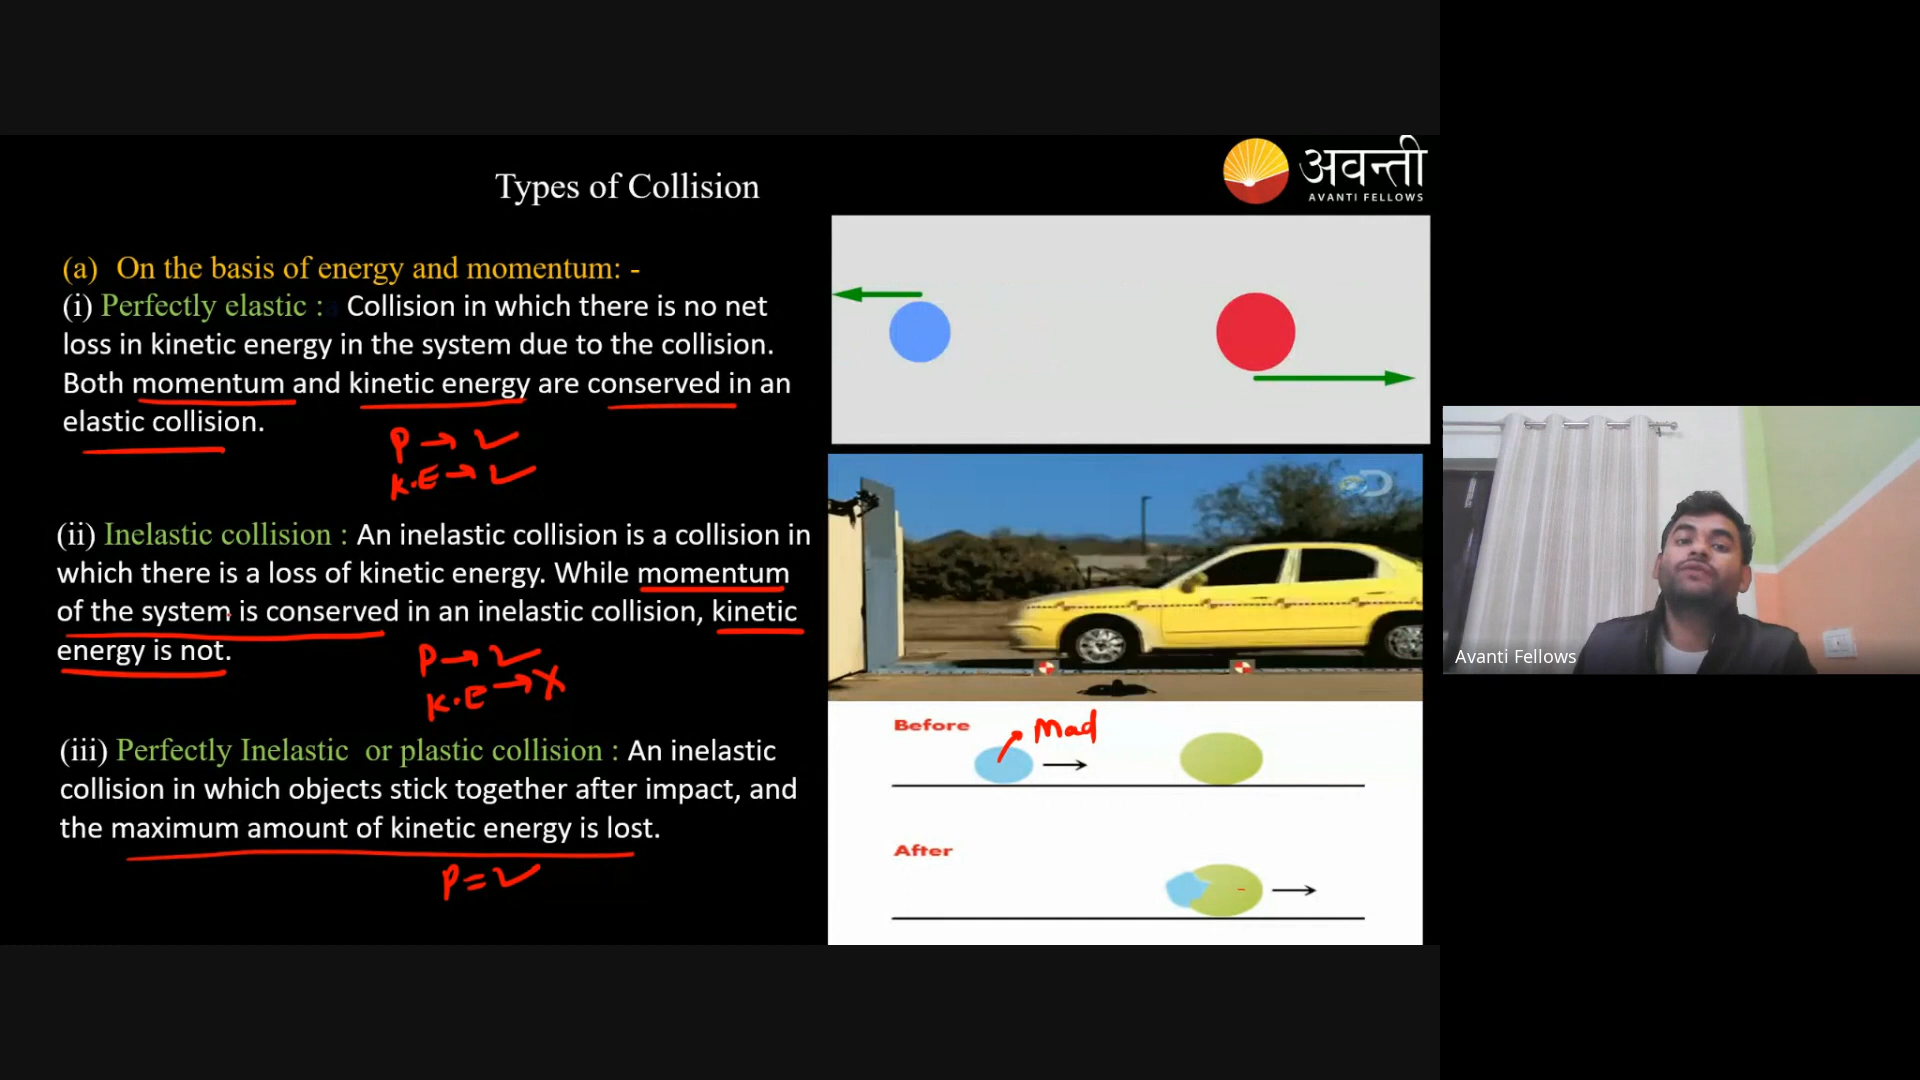 Types of Collision
अवन्ती
AVANTI FELLOWS
(a) On the basis of energy and momentum: -
(i) Perfectly elastic : Collision in which there is no net
loss in kinetic energy in the system due to the collision.
Both momentum and kinetic energy are conserved in an
elastic collision.
P → ✓
K.E → ✓
(ii) Inelastic collision : An inelastic collision is a collision in
which there is a loss of kinetic energy. While momentum
of the system is conserved in an inelastic collision, kinetic
energy is not.
P → ✓
K.E → X
(iii) Perfectly Inelastic or plastic collision : An inelastic
collision in which objects stick together after impact, and
the maximum amount of kinetic energy is lost.
P = ✓
Before
Mad
After
Avanti Fellows